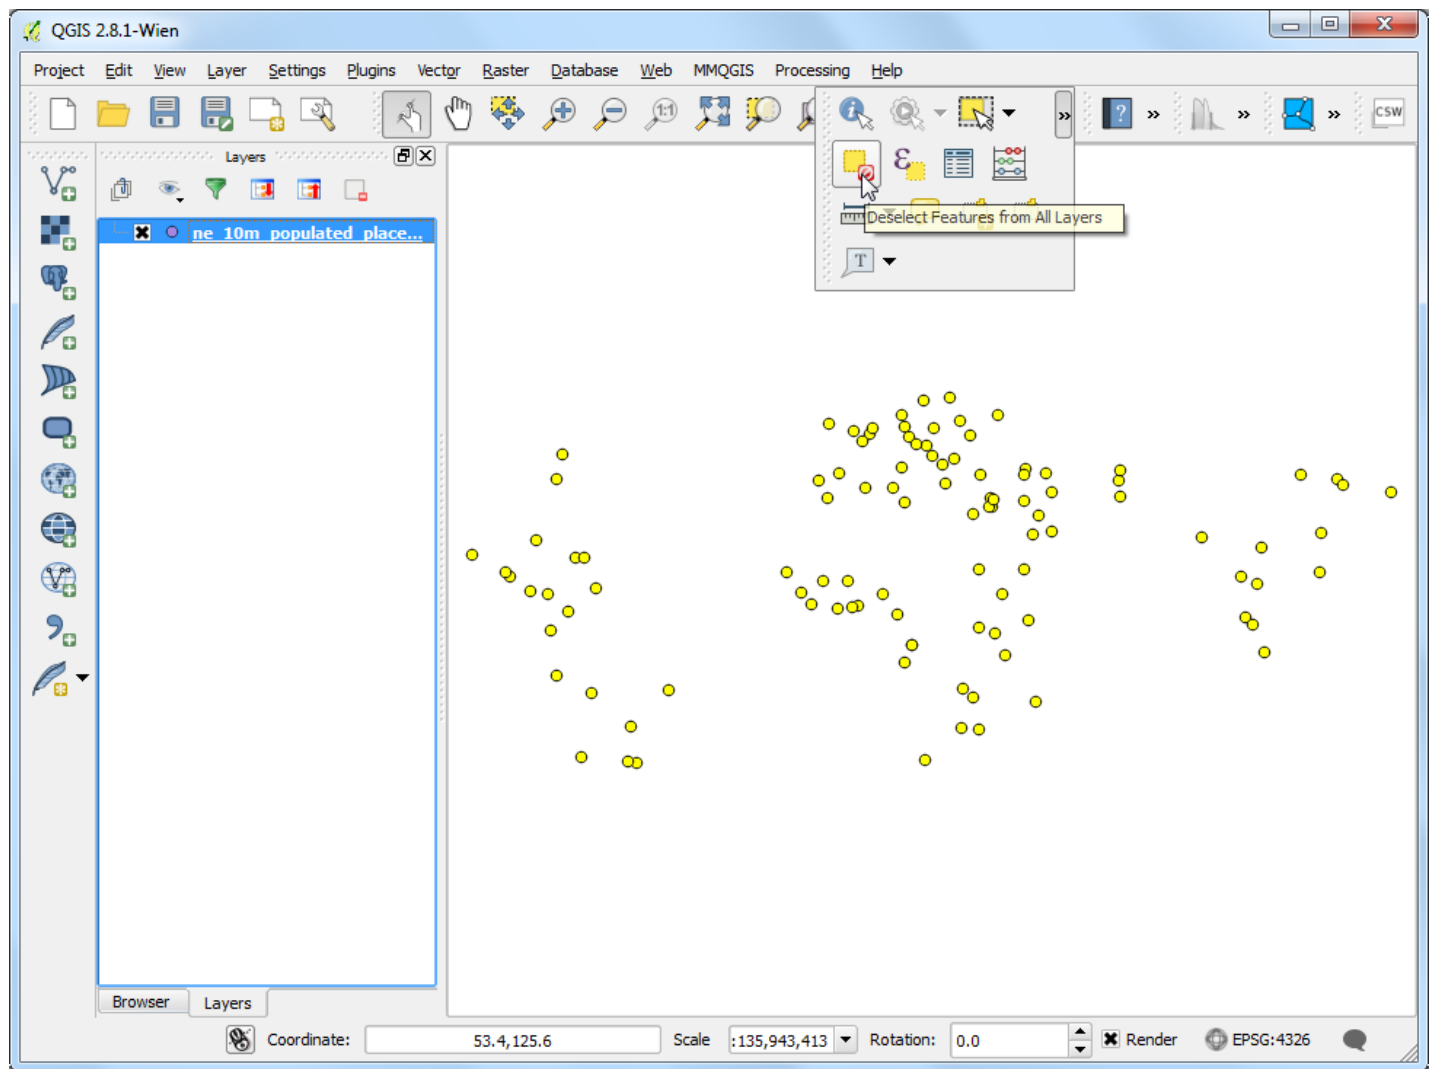 QGIS 2.8.1-Wien
Project Edit View Layer Settings Plugins Vector Raster Database Web MMQGIS Processing Help
1:1
?
CSW
Layers
ε
Deselect Features from All Layers
ne_10m_populated_place...
T
Browser Layers
Coordinate: 53.4,125.6 Scale :135,943,413 Rotation: 0.0 Render EPSG:4326